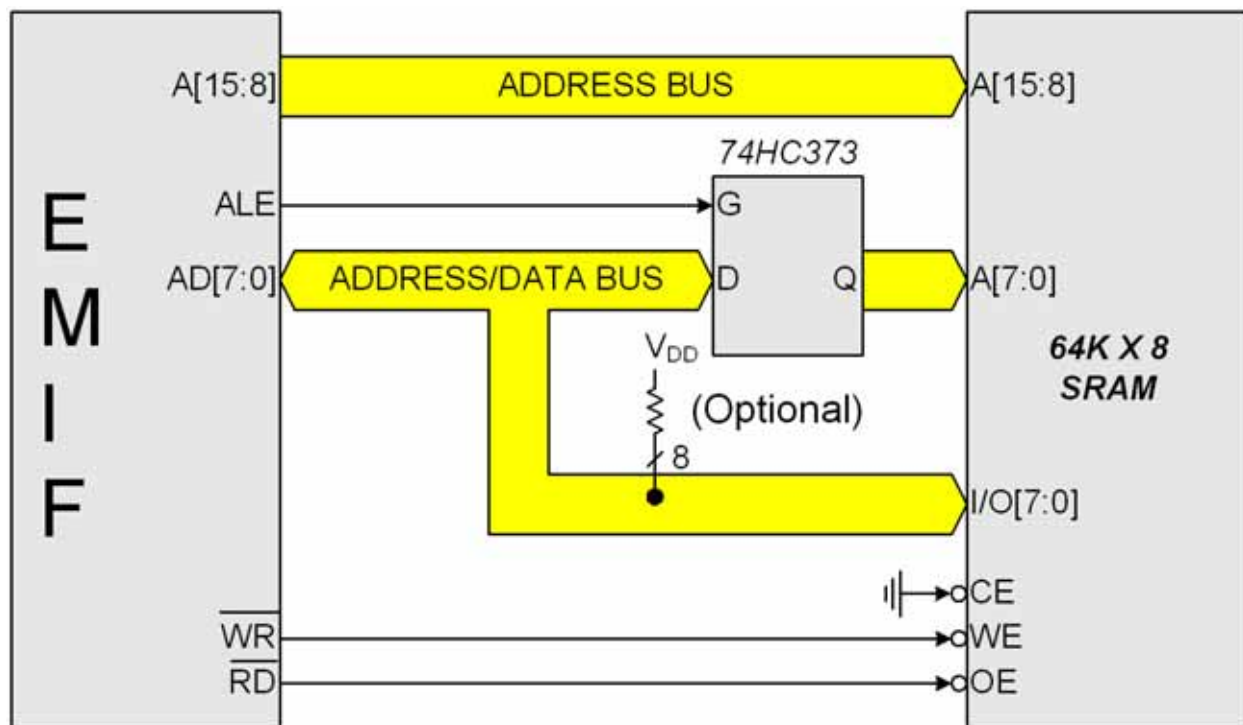 A[15:8]
ADDRESS BUS
A[15:8]
74HC373
ALE
G
E
M
I
F
AD[7:0]
ADDRESS/DATA BUS
D
Q
A[7:0]
VDD
(Optional)
8
64K X 8
SRAM
I/O[7:0]
CE
WR
WE
RD
OE